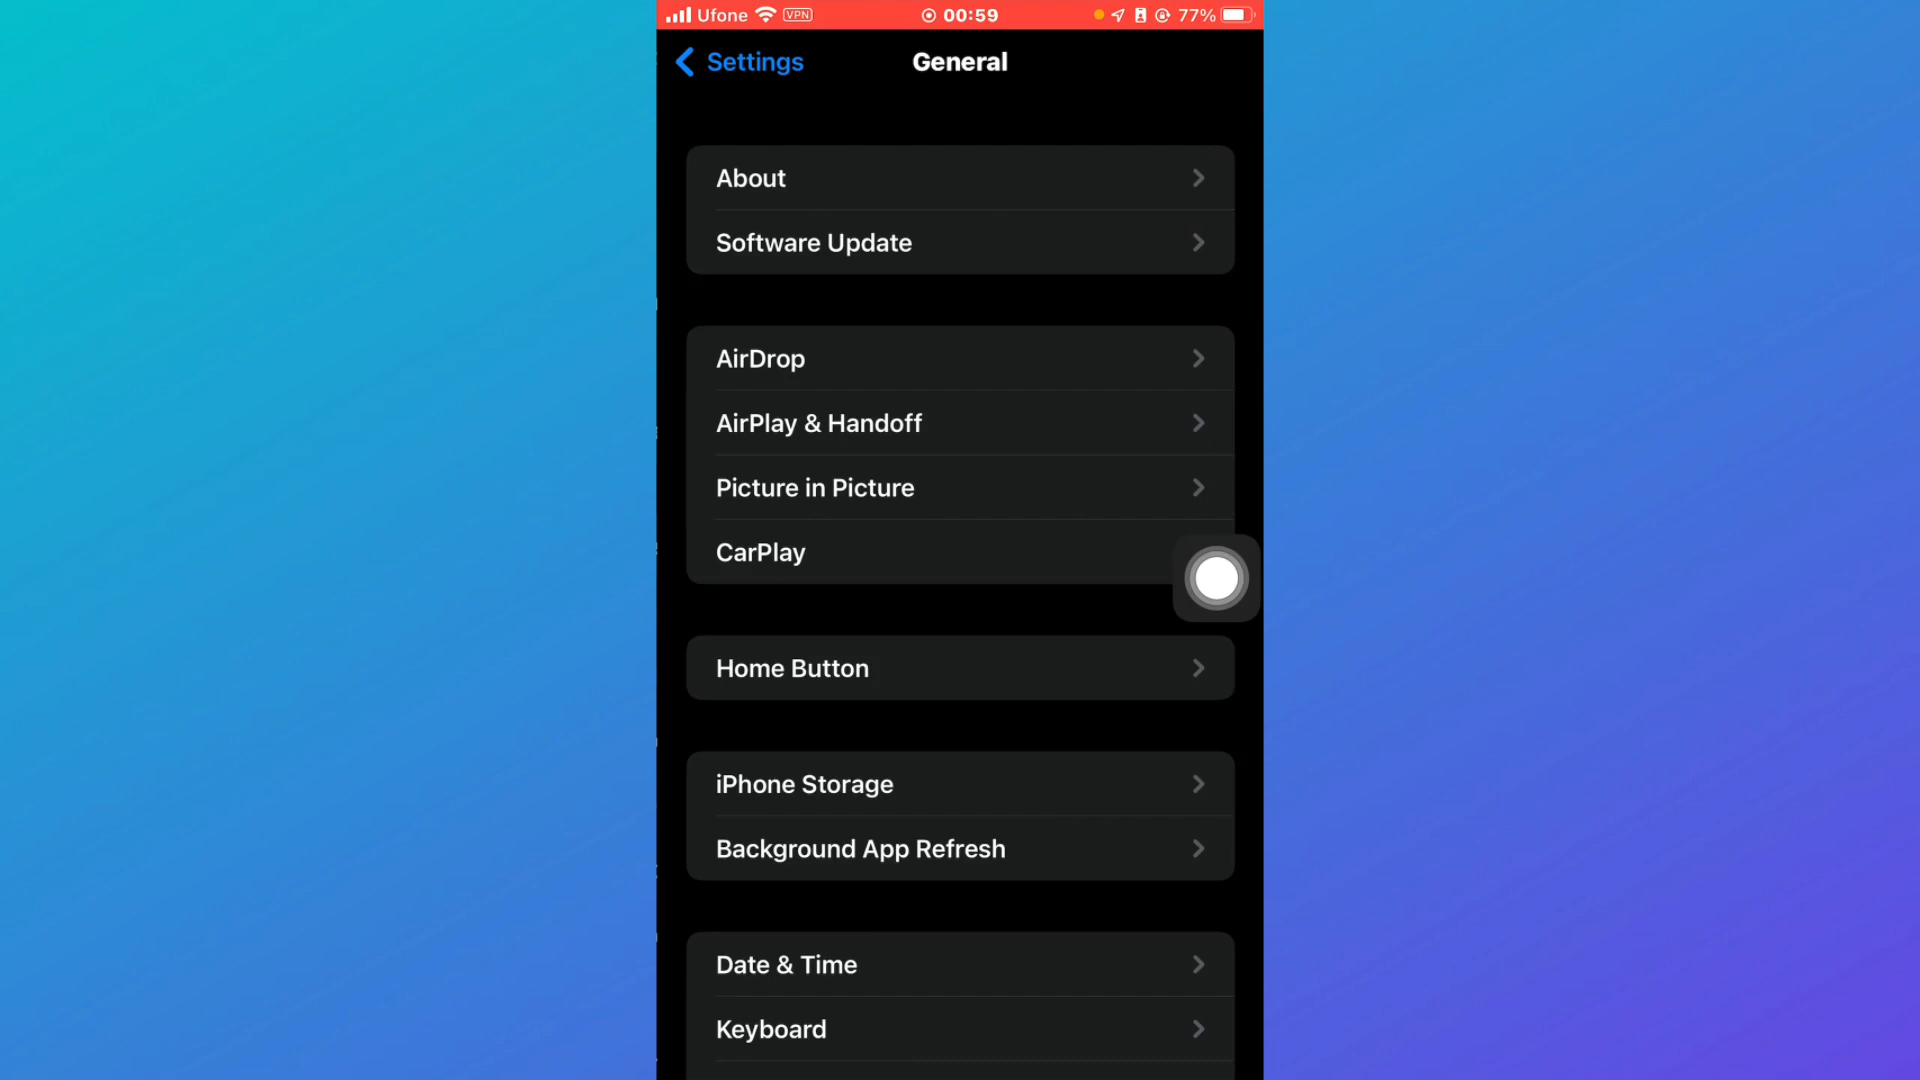 Ufone VPN 00:59 77%
Settings General
About
Software Update
AirDrop
AirPlay & Handoff
Picture in Picture
CarPlay
Home Button
iPhone Storage
Background App Refresh
Date & Time
Keyboard